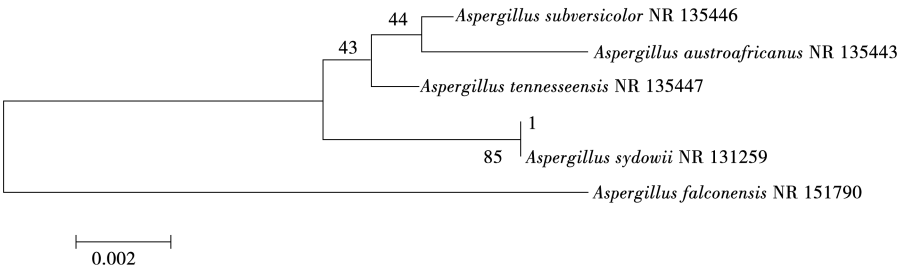 44
Aspergillus subversicolor NR 135446
43
Aspergillus austroafricanus NR 135443
Aspergillus tennesseensis NR 135447
1
85
Aspergillus sydowii NR 131259
Aspergillus falconensis NR 151790
0.002